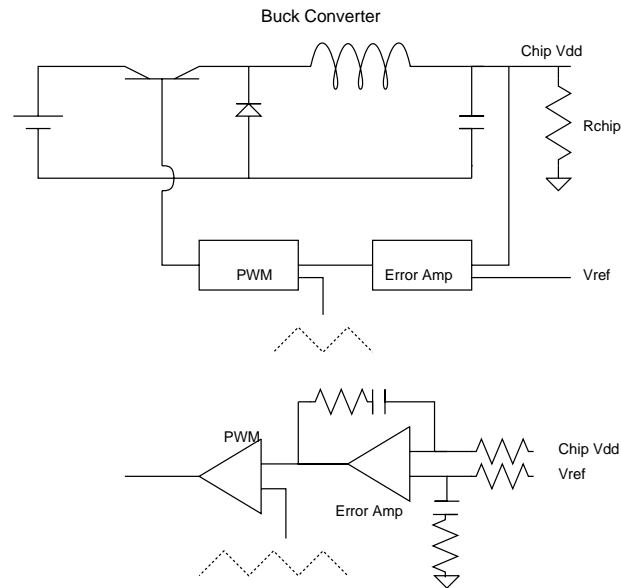 Buck Converter
Chip Vdd
Rchip
PWM
Error Amp
Vref
PWM
Chip Vdd
Vref
Error Amp